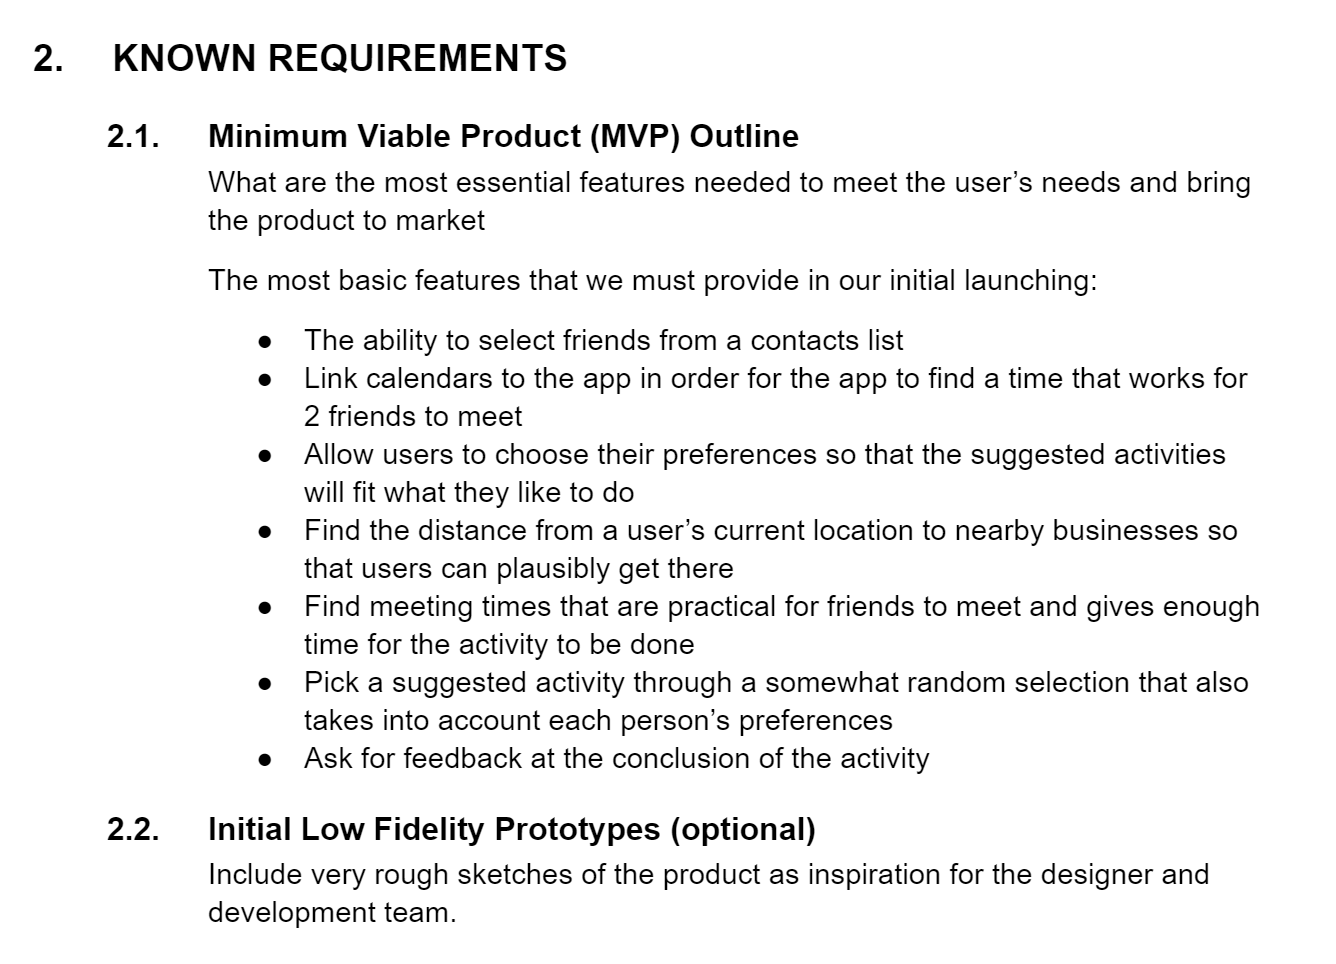 2. KNOWN REQUIREMENTS
2.1. Minimum Viable Product (MVP) Outline
What are the most essential features needed to meet the user’s needs and bring
the product to market
The most basic features that we must provide in our initial launching:
● The ability to select friends from a contacts list
● Link calendars to the app in order for the app to find a time that works for
2 friends to meet
● Allow users to choose their preferences so that the suggested activities
will fit what they like to do
● Find the distance from a user’s current location to nearby businesses so
that users can plausibly get there
● Find meeting times that are practical for friends to meet and gives enough
time for the activity to be done
● Pick a suggested activity through a somewhat random selection that also
takes into account each person’s preferences
● Ask for feedback at the conclusion of the activity
2.2. Initial Low Fidelity Prototypes (optional)
Include very rough sketches of the product as inspiration for the designer and
development team.